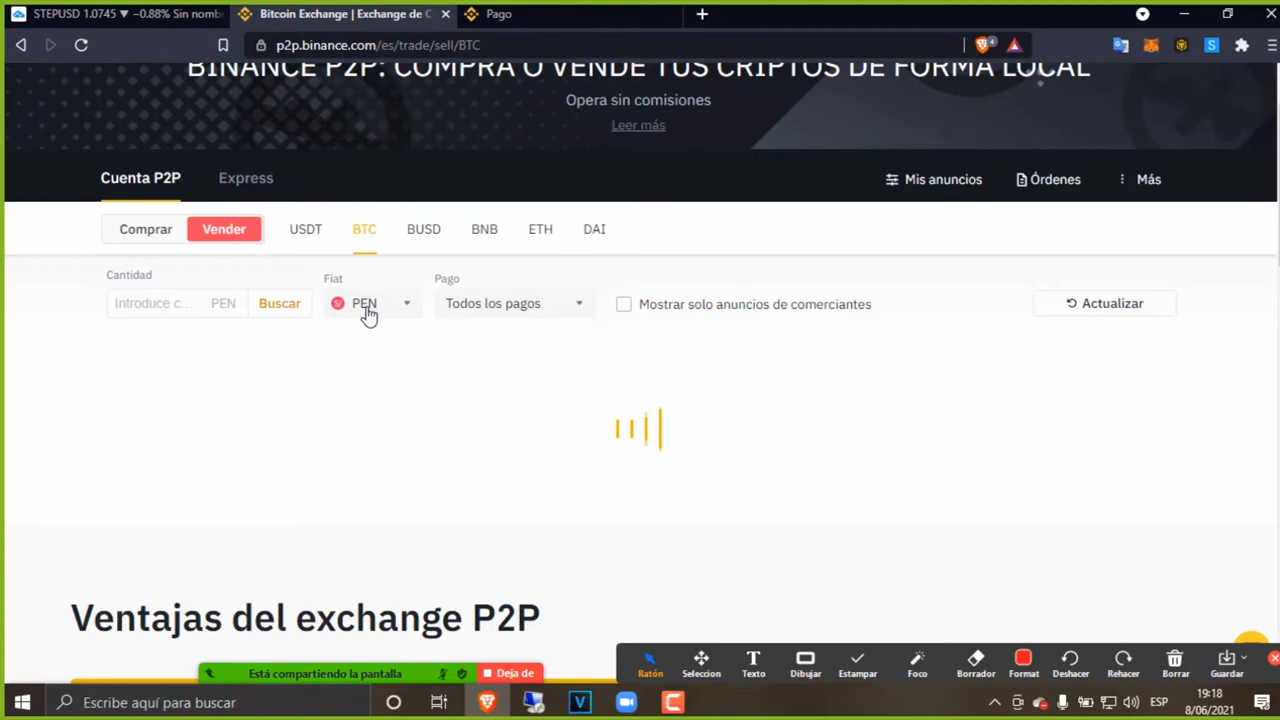 STEPUSD 1.0745 ▼ −0.88% Sin nomb
Bitcoin Exchange | Exchange de C
Pago
p2p.binance.com/es/trade/sell/BTC
4
BINANCE P2P: COMPRA O VENDE TUS CRIPTOS DE FORMA LOCAL
Opera sin comisiones
Leer más
Cuenta P2P
Express
Mis anuncios
Órdenes
Más
Comprar
Vender
USDT
BTC
BUSD
BNB
ETH
DAI
Cantidad
Fiat
Pago
Introduce c...
PEN
Buscar
PEN
Todos los pagos
Mostrar solo anuncios de comerciantes
Actualizar
Ventajas del exchange P2P
Está compartiendo la pantalla
Deja de
Ratón
Seleccion
Texto
Dibujar
Estampar
Foco
Borrador
Format
Deshacer
Rehacer
Borrar
Guardar
Escribe aquí para buscar
ESP
19:18
8/06/2021